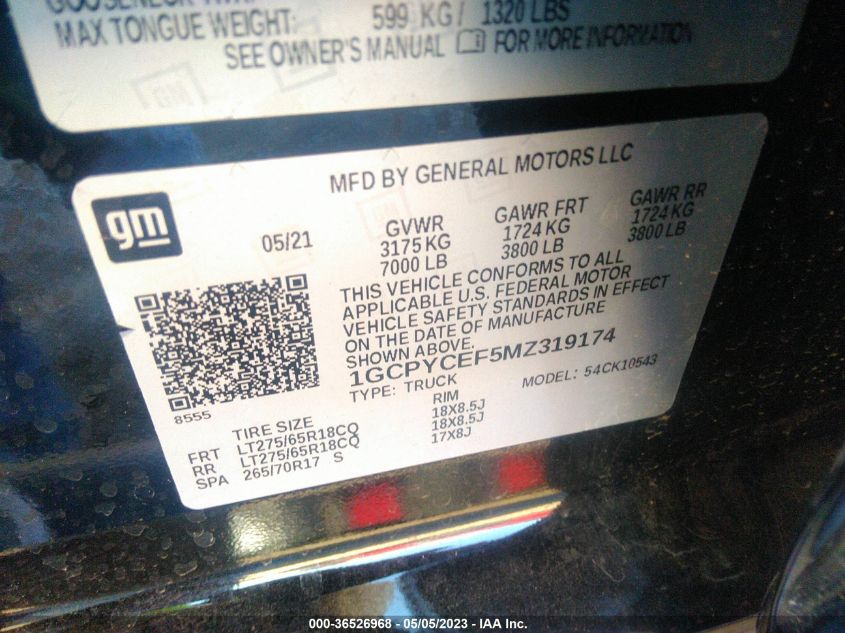 MAX TONGUE WEIGHT: 599 KG / 1320 LBS
SEE OWNER'S MANUAL FOR MORE INFORMATION
GM
gm
MFD BY GENERAL MOTORS LLC
05/21
GVWR GAWR FRT GAWR RR
3175 KG 1724 KG 1724 KG
7000 LB 3800 LB 3800 LB
THIS VEHICLE CONFORMS TO ALL
APPLICABLE U.S. FEDERAL MOTOR
VEHICLE SAFETY STANDARDS IN EFFECT
ON THE DATE OF MANUFACTURE
SHOWN ABOVE.
1GCPYCEF5MZ319174
TYPE: TRUCK MODEL: 54CK10543
8555
TIRE SIZE RIM
FRT LT275/65R18CQ 18X8.5J
RR LT275/65R18CQ 18X8.5J
SPA 265/70R17 S 17X8J
000-36526968 - 05/05/2023 - IAA Inc.